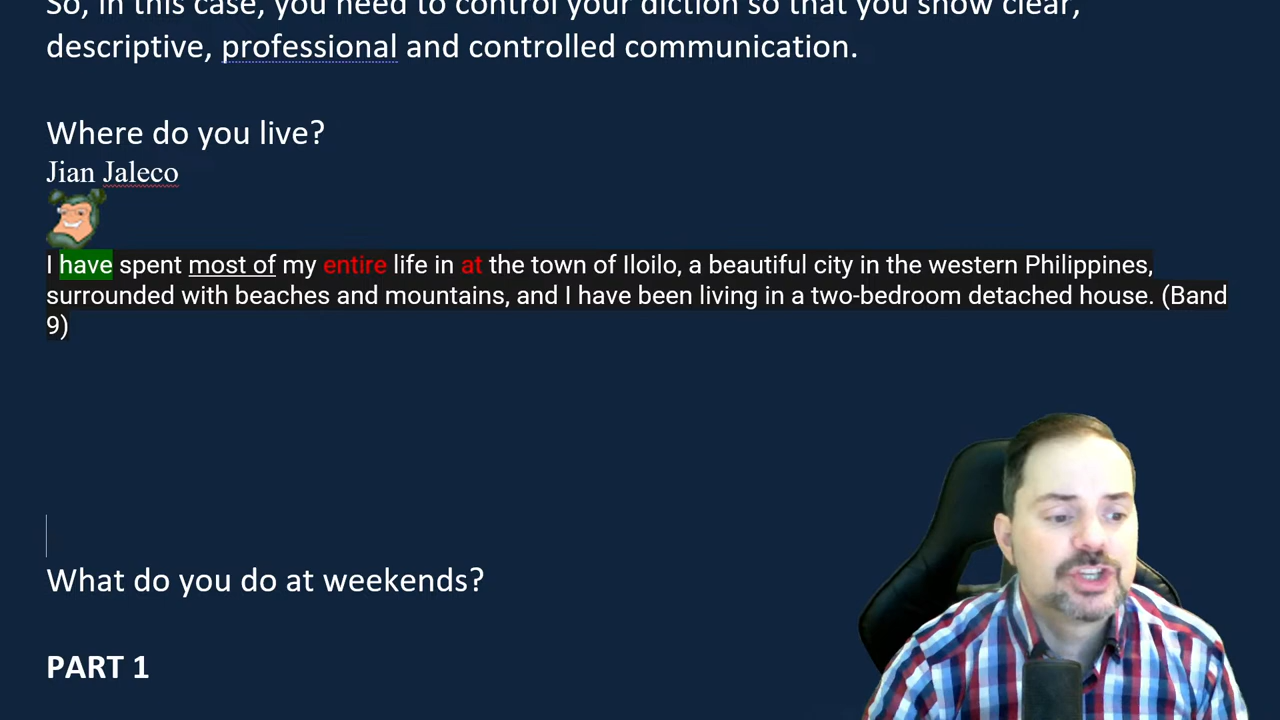 So, in this case, you need to control your diction so that you show clear,
descriptive, professional and controlled communication.
Where do you live?
Jian Jaleco
I have spent most of my entire life in at the town of Iloilo, a beautiful city in the western Philippines,
surrounded with beaches and mountains, and I have been living in a two-bedroom detached house. (Band
9)
What do you do at weekends?
PART 1